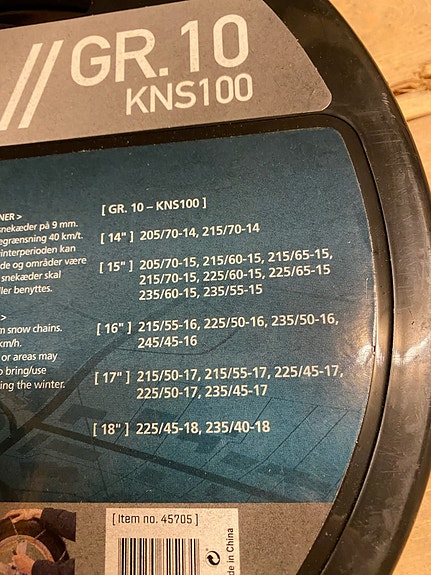 // GR.10
KNS100
NER >
snekæder på 9 mm.
egrænsning 40 km/t.
interperioden kan
de og områder være
snekæder skal
ller benyttes.
>
m snow chains.
km/h.
or areas may
o bring/use
ing the winter.
[ GR. 10 – KNS100 ]
[ 14" ] 205/70-14, 215/70-14
[ 15" ] 205/70-15, 215/60-15, 215/65-15,
215/70-15, 225/60-15, 225/65-15
235/60-15, 235/55-15
[ 16" ] 215/55-16, 225/50-16, 235/50-16,
245/45-16
[ 17" ] 215/50-17, 215/55-17, 225/45-17,
225/50-17, 235/45-17
[ 18" ] 225/45-18, 235/40-18
[ Item no. 45705 ]
de in China